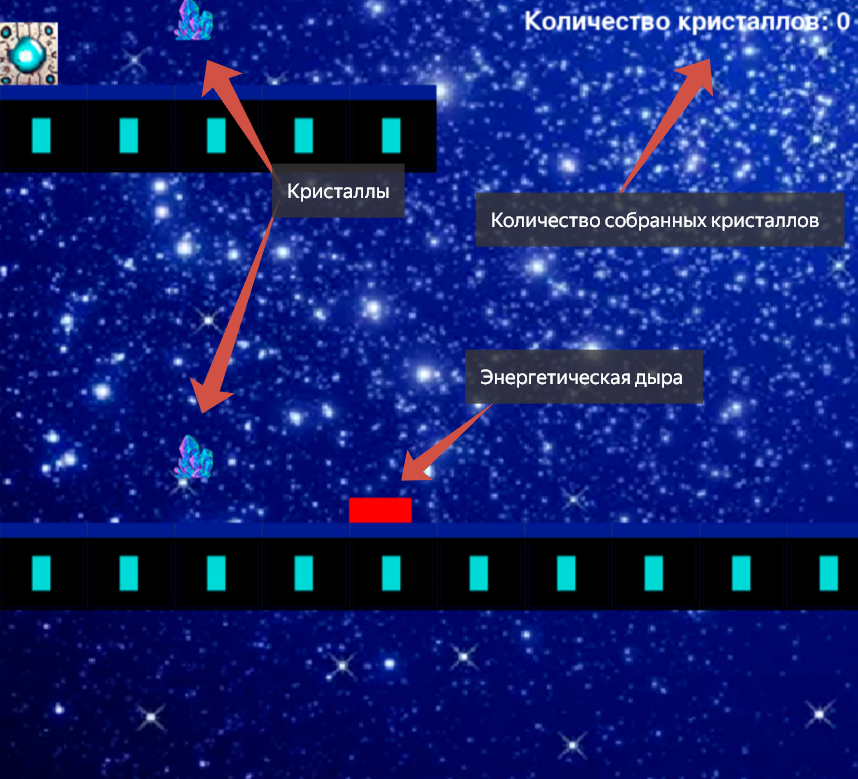 Количество кристаллов: 0
Кристаллы
Количество собранных кристаллов
Энергетическая дыра